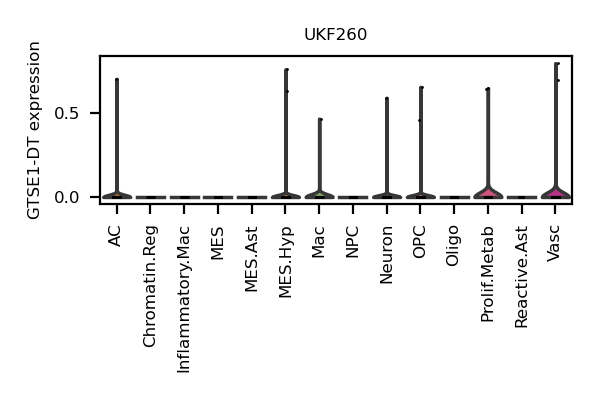 UKF260
GTSE1-DT expression
0.5
0.0
AC
Chromatin.Reg
Inflammatory.Mac
MES
MES.Ast
MES.Hyp
Mac
NPC
Neuron
OPC
Oligo
Prolif.Metab
Reactive.Ast
Vasc